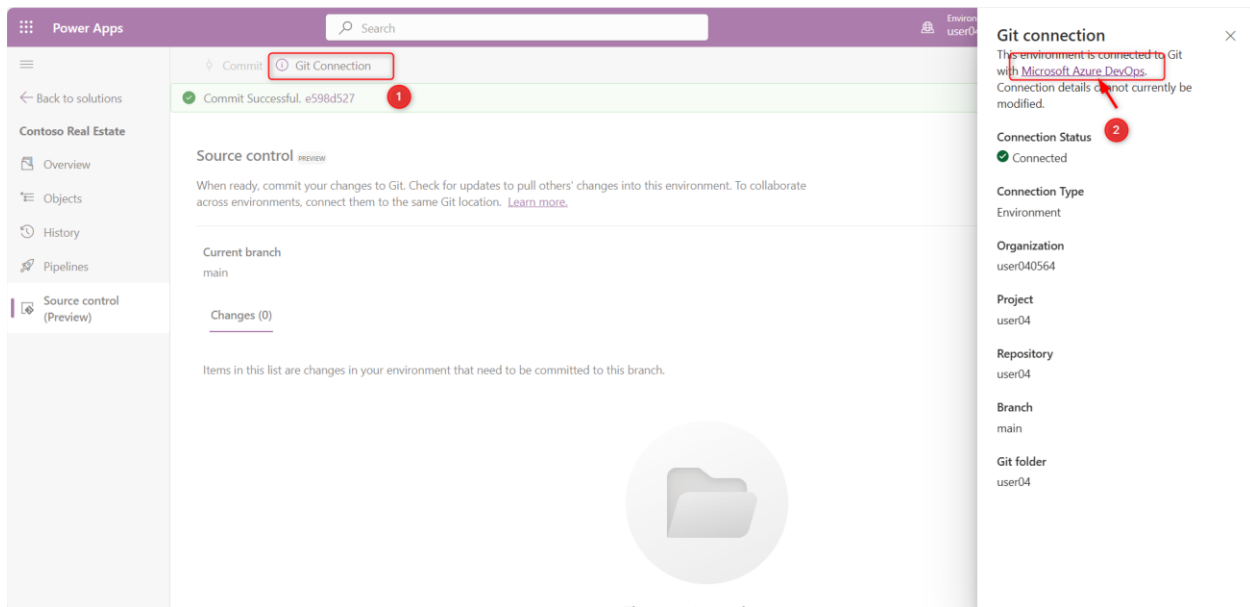 Power Apps
Search
Environ
user0
Commit
Git Connection
Back to solutions
Commit Successful. e598d527
1
Contoso Real Estate
Overview
Objects
History
Pipelines
Source control
(Preview)
Source control PREVIEW
When ready, commit your changes to Git. Check for updates to pull others' changes into this environment. To collaborate
across environments, connect them to the same Git location. Learn more.
Current branch
main
Changes (0)
Items in this list are changes in your environment that need to be committed to this branch.
Git connection
This environment is connected to Git
with Microsoft Azure DevOps.
Connection details cannot currently be
modified.
2
Connection Status
Connected
Connection Type
Environment
Organization
user040564
Project
user04
Repository
user04
Branch
main
Git folder
user04